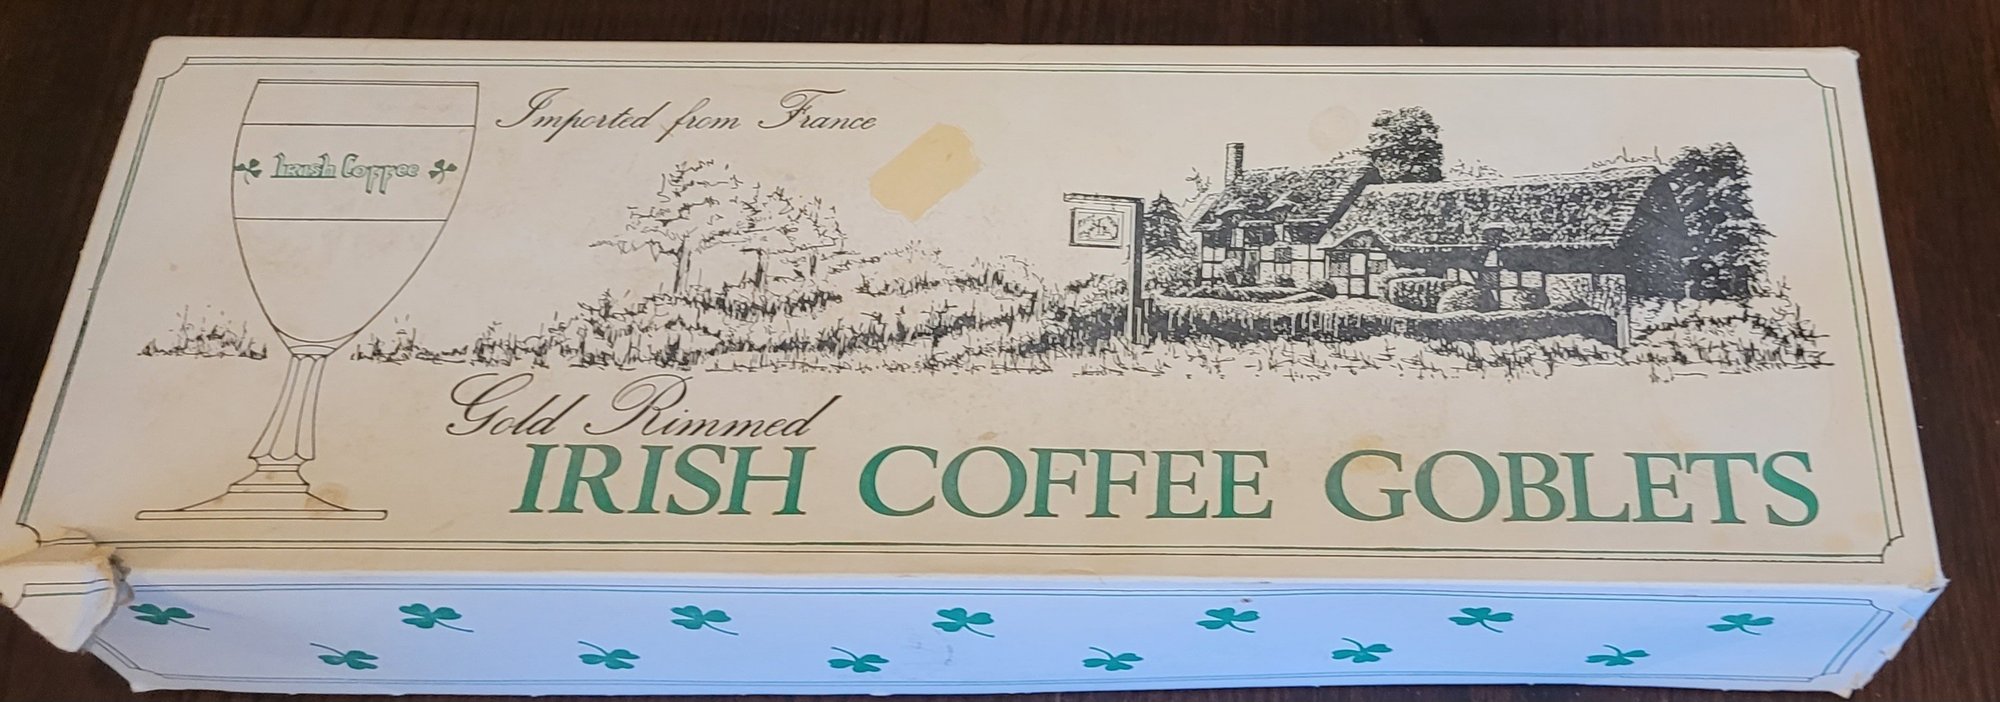 Imported from France
Irish Coffee
Gold Rimmed
IRISH COFFEE GOBLETS